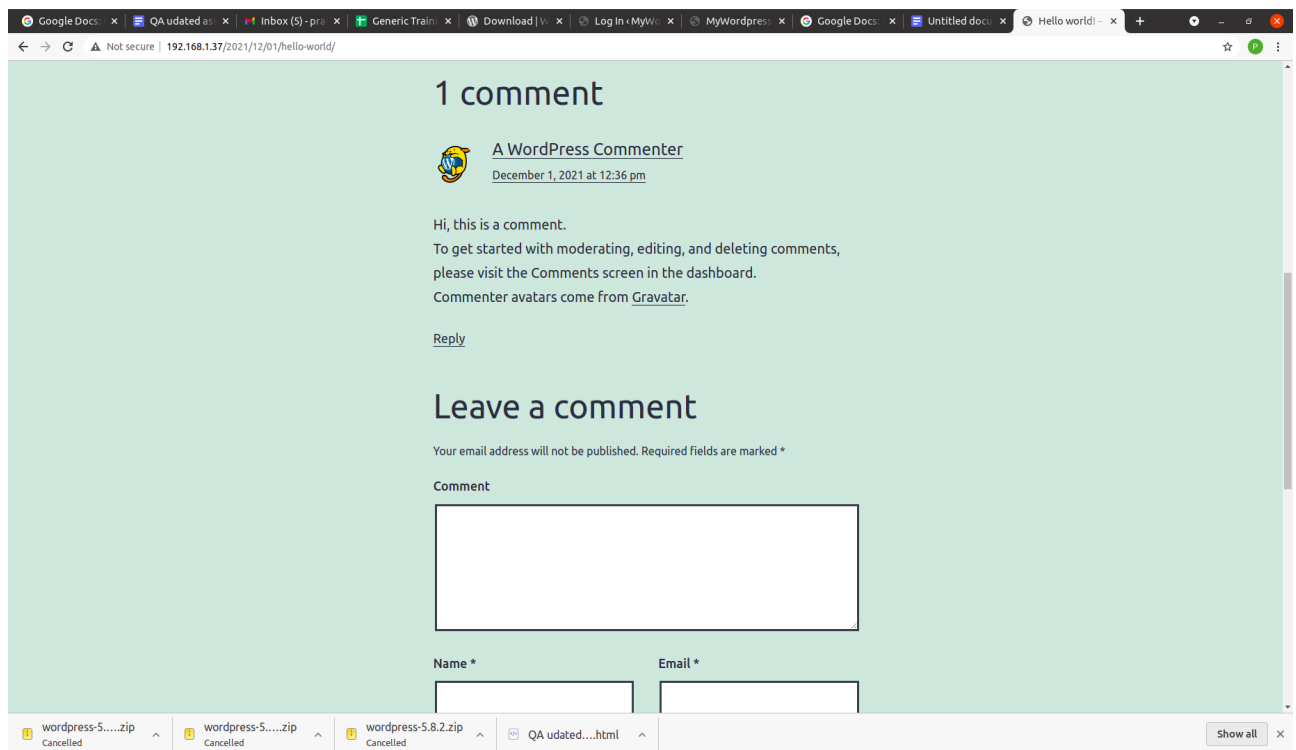 Google Docs:
QA udated as
Inbox (5) - pra
Generic Traini
Download | W
Log In ‹ MyWo
MyWordpress
Google Docs:
Untitled docu
Hello world! –
Not secure | 192.168.1.37/2021/12/01/hello-world/
P
1 comment
A WordPress Commenter
December 1, 2021 at 12:36 pm
Hi, this is a comment.
To get started with moderating, editing, and deleting comments,
please visit the Comments screen in the dashboard.
Commenter avatars come from Gravatar.
Reply
Leave a comment
Your email address will not be published. Required fields are marked *
Comment
Name *
Email *
wordpress-5.....zip
Cancelled
wordpress-5.....zip
Cancelled
wordpress-5.8.2.zip
Cancelled
QA udated....html
Show all